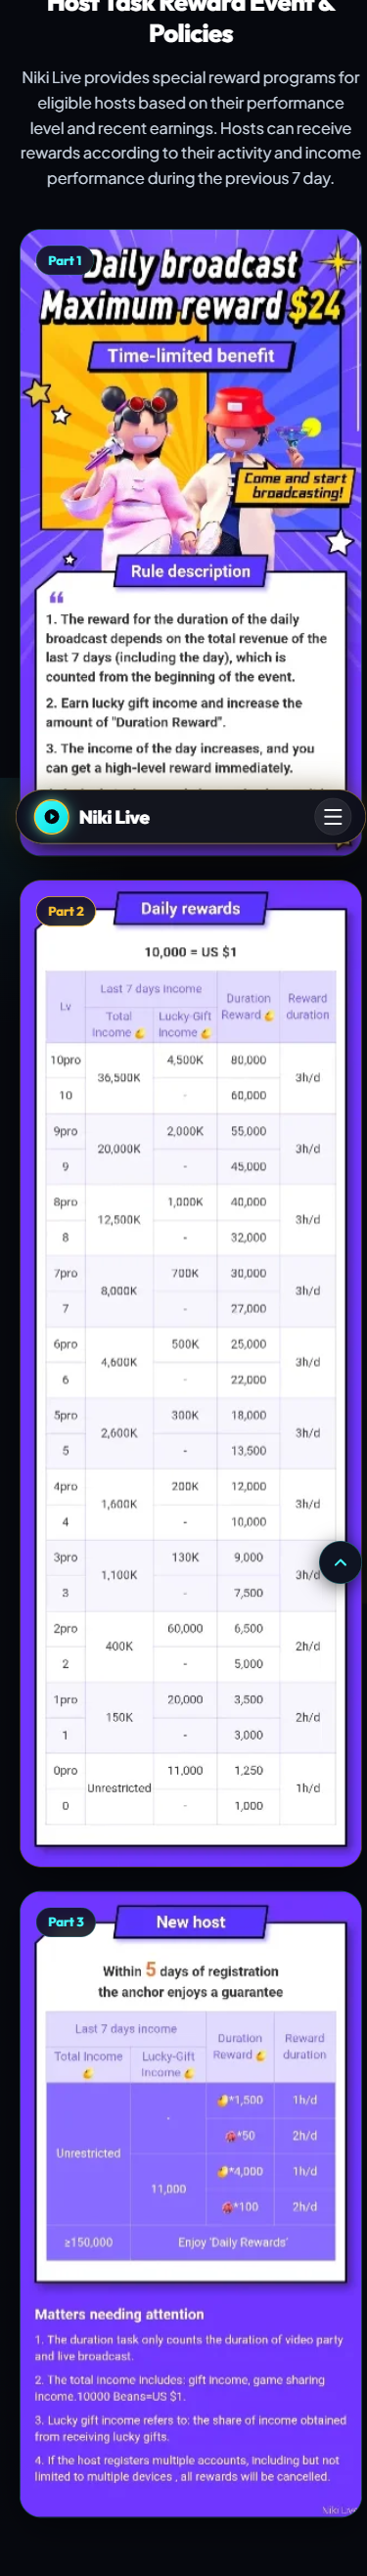 Host Task Reward Event &
Policies
Niki Live provides special reward programs for
eligible hosts based on their performance
level and recent earnings. Hosts can receive
rewards according to their activity and income
performance during the previous 7 day.
Part 1
Daily broadcast
Maximum reward $24
Time-limited benefit
Come and start
broadcasting!
Rule description
1. The reward for the duration of the daily
broadcast depends on the total revenue of the
last 7 days (including the day), which is
counted from the beginning of the event.
2. Earn lucky gift income and increase the
amount of "Duration Reward".
3. The income of the day increases, and you
can get a high-level reward immediately.
Niki Live
Part 2
Daily rewards
10,000 = US $1
Lv
Last 7 days income
Duration
Reward
Reward
duration
Total
Income
Lucky-Gift
Income
10pro
36,500K
4,500K
80,000
3h/d
10
-
60,000
9pro
20,000K
2,000K
55,000
3h/d
9
-
45,000
8pro
12,500K
1,000K
40,000
3h/d
8
-
32,000
7pro
8,000K
700K
30,000
3h/d
7
-
27,000
6pro
4,600K
500K
25,000
3h/d
6
-
22,000
5pro
2,600K
300K
18,000
3h/d
5
-
13,500
4pro
1,600K
200K
12,000
3h/d
4
-
10,000
3pro
1,100K
130K
9,000
3h/d
3
-
7,500
2pro
400K
60,000
6,500
2h/d
2
-
5,000
1pro
150K
20,000
3,500
2h/d
1
-
3,000
0pro
Unrestricted
11,000
1,250
1h/d
0
-
1,000
Part 3
New host
Within 5 days of registration
the anchor enjoys a guarantee
Last 7 days income
Duration
Reward
Reward
duration
Total Income
Lucky-Gift
Income
Unrestricted
-
*1,500
1h/d
*50
2h/d
11,000
*4,000
1h/d
*100
2h/d
≥150,000
Enjoy 'Daily Rewards'
Matters needing attention
1. The duration task only counts the duration of video party
and live broadcast.
2. The total income includes: gift income, game sharing
income.10000 Beans=US $1.
3. Lucky gift income refers to: the share of income obtained
from receiving lucky gifts.
4. If the host registers multiple accounts, including but not
limited to multiple devices , all rewards will be cancelled.
Niki Live